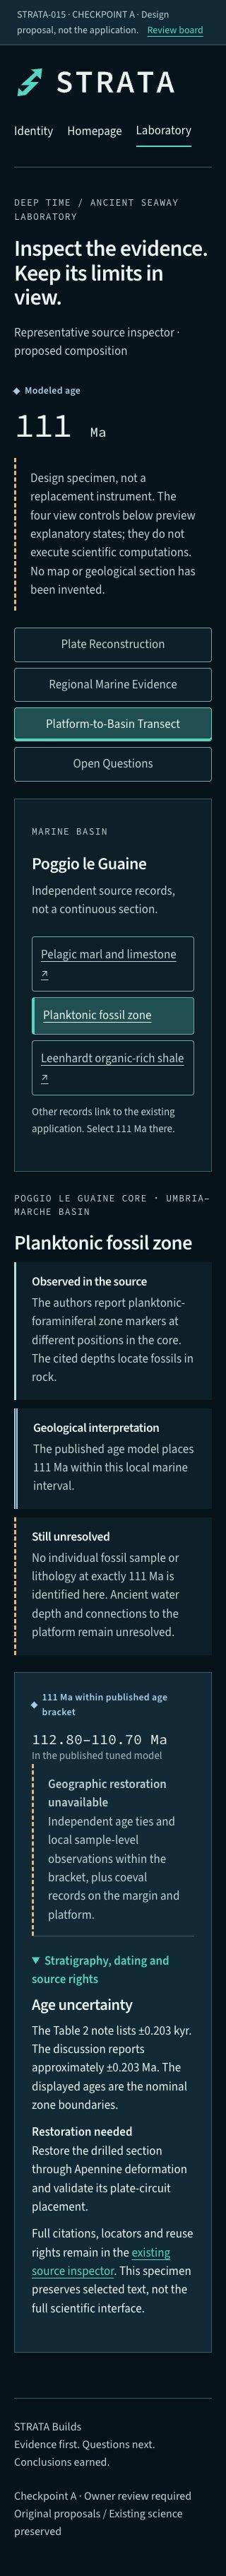 STRATA-015 · CHECKPOINT A · Design
proposal, not the application. Review board
STRATA
Identity Homepage Laboratory
DEEP TIME / ANCIENT SEAWAY
LABORATORY
Inspect the evidence.
Keep its limits in
view.
Representative source inspector ·
proposed composition
◆ Modeled age
111 Ma
Design specimen, not a
replacement instrument. The
four view controls below preview
explanatory states; they do not
execute scientific computations.
No map or geological section has
been invented.
Plate Reconstruction
Regional Marine Evidence
Platform-to-Basin Transect
Open Questions
MARINE BASIN
Poggio le Guaine
Independent source records,
not a continuous section.
Pelagic marl and limestone
↗
Planktonic fossil zone
Leenhardt organic-rich shale
↗
Other records link to the existing
application. Select 111 Ma there.
POGGIO LE GUAINE CORE · UMBRIA–
MARCHE BASIN
Planktonic fossil zone
Observed in the source
The authors report planktonic-
foraminiferal zone markers at
different positions in the core.
The cited depths locate fossils in
rock.
Geological interpretation
The published age model places
111 Ma within this local marine
interval.
Still unresolved
No individual fossil sample or
lithology at exactly 111 Ma is
identified here. Ancient water
depth and connections to the
platform remain unresolved.
◆ 111 Ma within published age
bracket
112.80–110.70 Ma
In the published tuned model
Geographic restoration
unavailable
Independent age ties and
local sample-level
observations within the
bracket, plus coeval
records on the margin and
platform.
▼ Stratigraphy, dating and
source rights
Age uncertainty
The Table 2 note lists ±0.203 kyr.
The discussion reports
approximately ±0.203 Ma. The
displayed ages are the nominal
zone boundaries.
Restoration needed
Restore the drilled section
through Apennine deformation
and validate its plate-circuit
placement.
Full citations, locators and reuse
rights remain in the existing
source inspector. This specimen
preserves selected text, not the
full scientific interface.
STRATA Builds
Evidence first. Questions next.
Conclusions earned.
Checkpoint A · Owner review required
Original proposals / Existing science
preserved